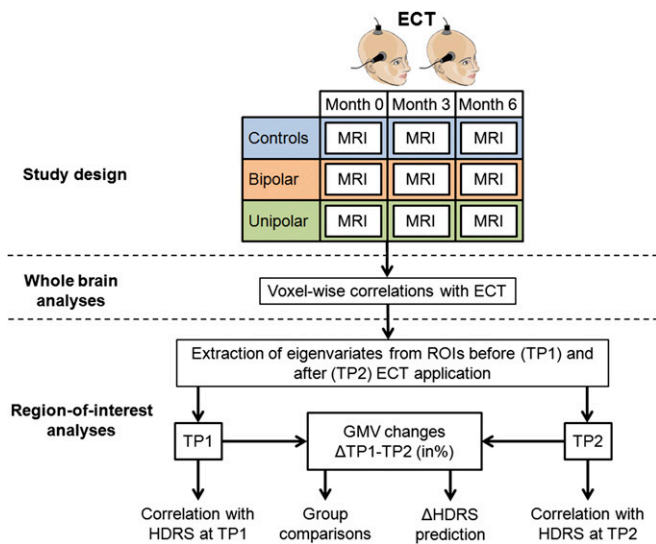 ECT
Month 0 Month 3 Month 6
Controls MRI MRI MRI
Study design
Bipolar MRI MRI MRI
Unipolar MRI MRI MRI
Whole brain
analyses
Voxel-wise correlations with ECT
Extraction of eigenvariates from ROIs before (TP1) and
after (TP2) ECT application
Region-of-interest
analyses
TP1
GMV changes
ΔTP1-TP2 (in%)
TP2
Correlation with
HDRS at TP1
Group
comparisons
ΔHDRS
prediction
Correlation with
HDRS at TP2